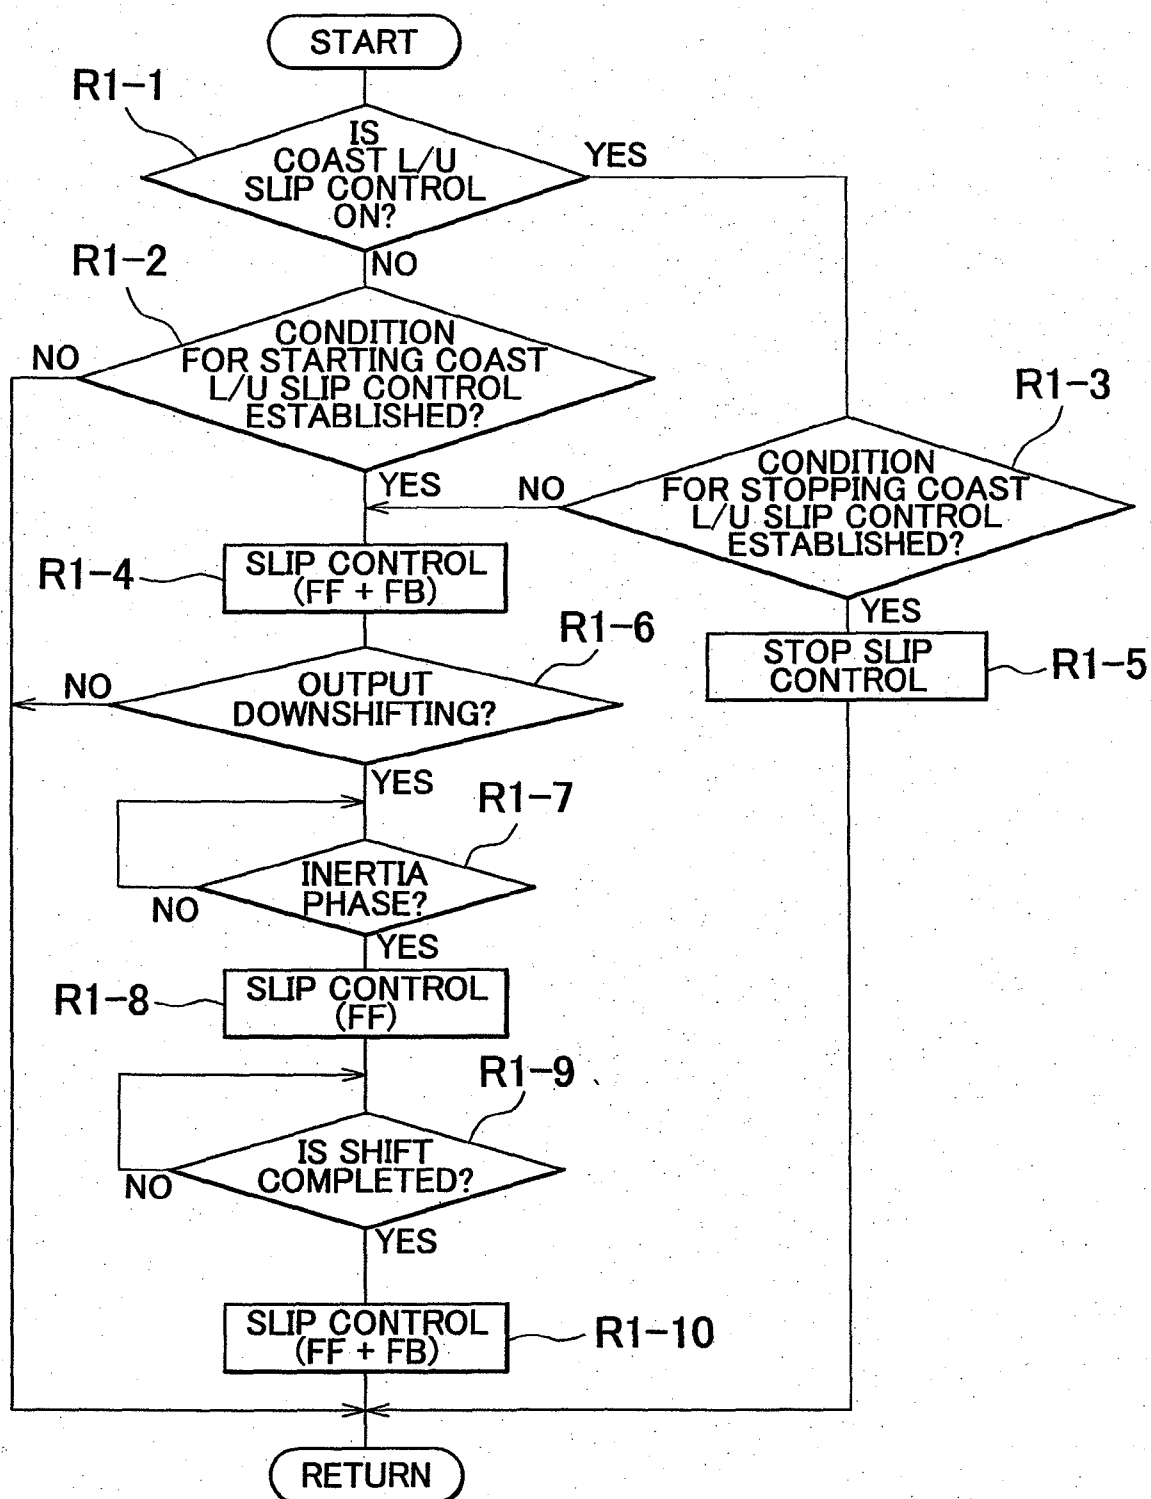 START
R1-1
IS
COAST L/U
SLIP CONTROL
ON?
YES
NO
R1-2
CONDITION
FOR STARTING COAST
L/U SLIP CONTROL
ESTABLISHED?
NO
YES
R1-3
CONDITION
FOR STOPPING COAST
L/U SLIP CONTROL
ESTABLISHED?
NO
YES
R1-4
SLIP CONTROL
(FF + FB)
STOP SLIP
CONTROL
R1-5
R1-6
OUTPUT
DOWNSHIFTING?
NO
YES
R1-7
INERTIA
PHASE?
NO
YES
R1-8
SLIP CONTROL
(FF)
R1-9
IS SHIFT
COMPLETED?
NO
YES
SLIP CONTROL
(FF + FB)
R1-10
RETURN